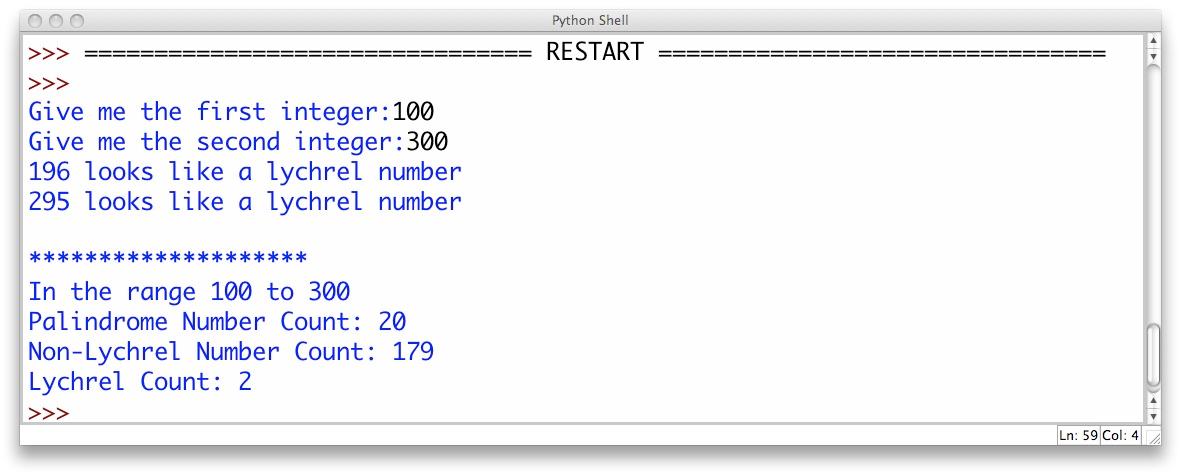 Python Shell
>>> ================================ RESTART ================================
>>>
Give me the first integer:100
Give me the second integer:300
196 looks like a lychrel number
295 looks like a lychrel number
********************
In the range 100 to 300
Palindrome Number Count: 20
Non-Lychrel Number Count: 179
Lychrel Count: 2
>>>
Ln: 59 Col: 4